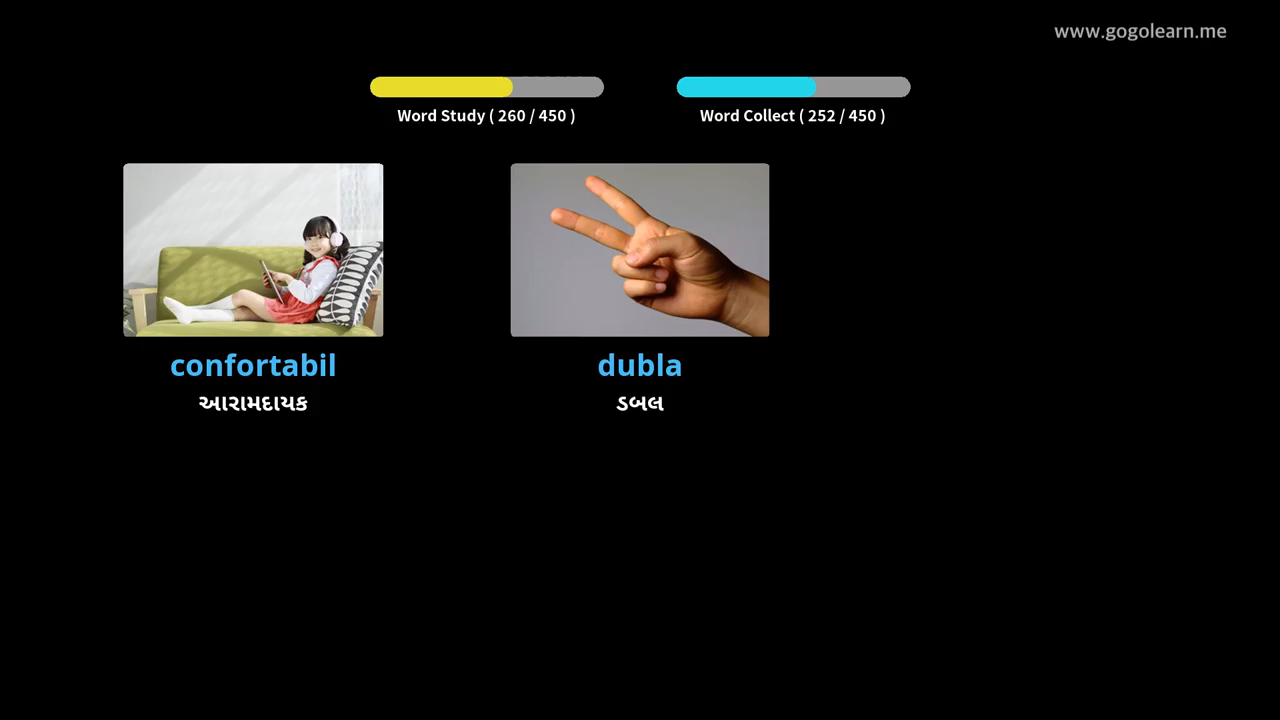 www.gogolearn.me
Word Study ( 260 / 450 )
Word Collect ( 252 / 450 )
confortabil
આરામદાયક
dubla
ડબલ